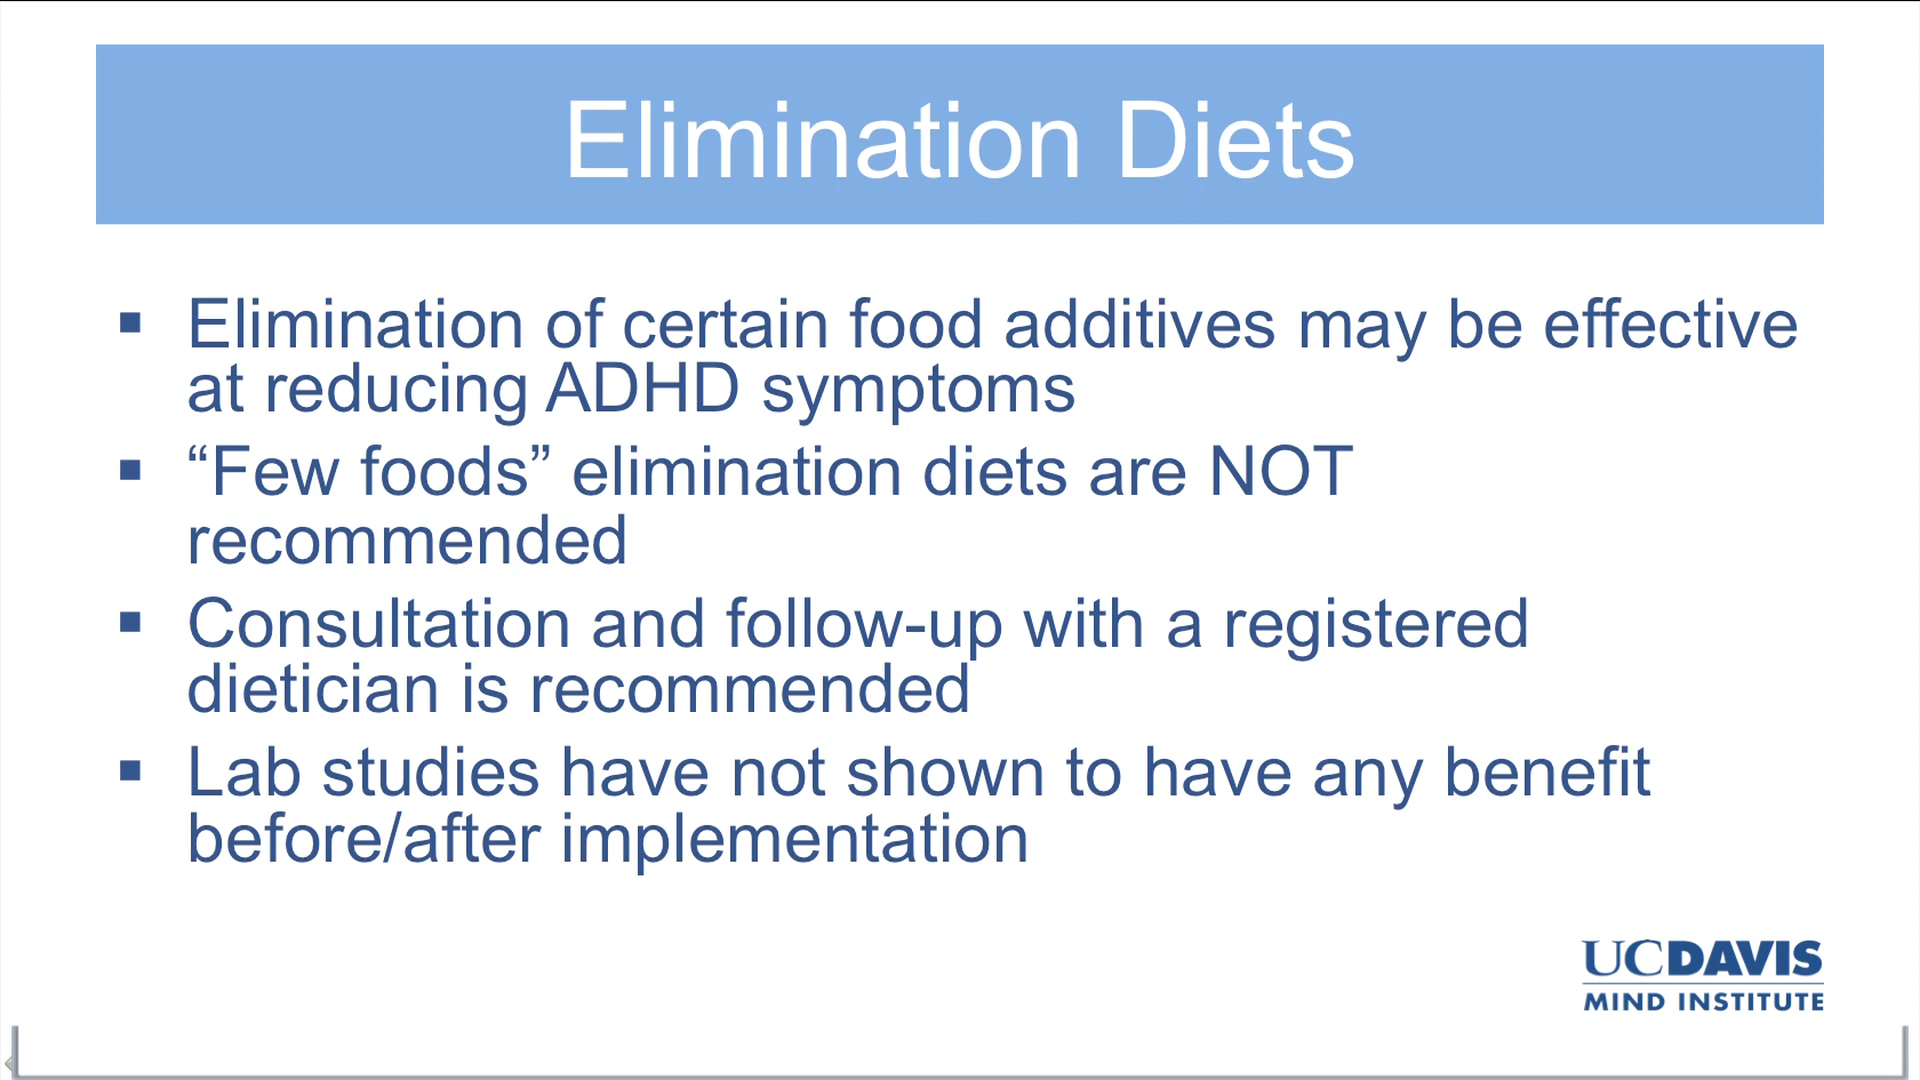 Elimination Diets
▪ Elimination of certain food additives may be effective
at reducing ADHD symptoms
▪ “Few foods” elimination diets are NOT
recommended
▪ Consultation and follow-up with a registered
dietician is recommended
▪ Lab studies have not shown to have any benefit
before/after implementation
UCDAVIS
MIND INSTITUTE